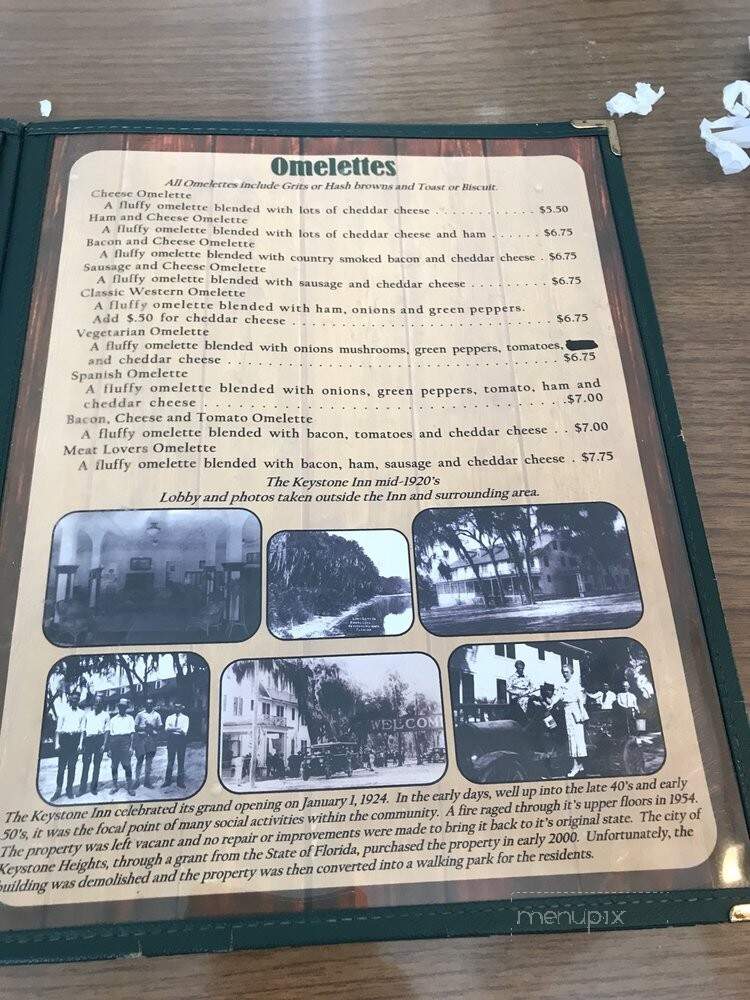 Omelettes
All Omelettes include Grits or Hash browns and Toast or Biscuit.
Cheese Omelette
A fluffy omelette blended with lots of cheddar cheese . . . . . . . . . . . $5.50
Ham and Cheese Omelette
A fluffy omelette blended with lots of cheddar cheese and ham . . . . . . $6.75
Bacon and Cheese Omelette
A fluffy omelette blended with country smoked bacon and cheddar cheese . $6.75
Sausage and Cheese Omelette
A fluffy omelette blended with sausage and cheddar cheese . . . . . . . . . $6.75
Classic Western Omelette
A fluffy omelette blended with ham, onions and green peppers.
Add $.50 for cheddar cheese . . . . . . . . . . . . . . . . . . . . . . . . . . $6.75
Vegetarian Omelette
A fluffy omelette blended with onions mushrooms, green peppers, tomatoes,
and cheddar cheese . . . . . . . . . . . . . . . . . . . . . . . . . . . . . . . $6.75
Spanish Omelette
A fluffy omelette blended with onions, green peppers, tomato, ham and
cheddar cheese . . . . . . . . . . . . . . . . . . . . . . . . . . . . . . . . .$7.00
Bacon, Cheese and Tomato Omelette
A fluffy omelette blended with bacon, tomatoes and cheddar cheese . . $7.00
Meat Lovers Omelette
A fluffy omelette blended with bacon, ham, sausage and cheddar cheese . $7.75
The Keystone Inn mid-1920's
Lobby and photos taken outside the Inn and surrounding area.
WELCOM
The Keystone Inn celebrated its grand opening on January 1, 1924. In the early days, well up into the late 40's and early
50's, it was the focal point of many social activities within the community. A fire raged through it's upper floors in 1954.
The property was left vacant and no repair or improvements were made to bring it back to it's original state. The city of
Keystone Heights, through a grant from the State of Florida, purchased the property in early 2000. Unfortunately, the
building was demolished and the property was then converted into a walking park for the residents.
menupix